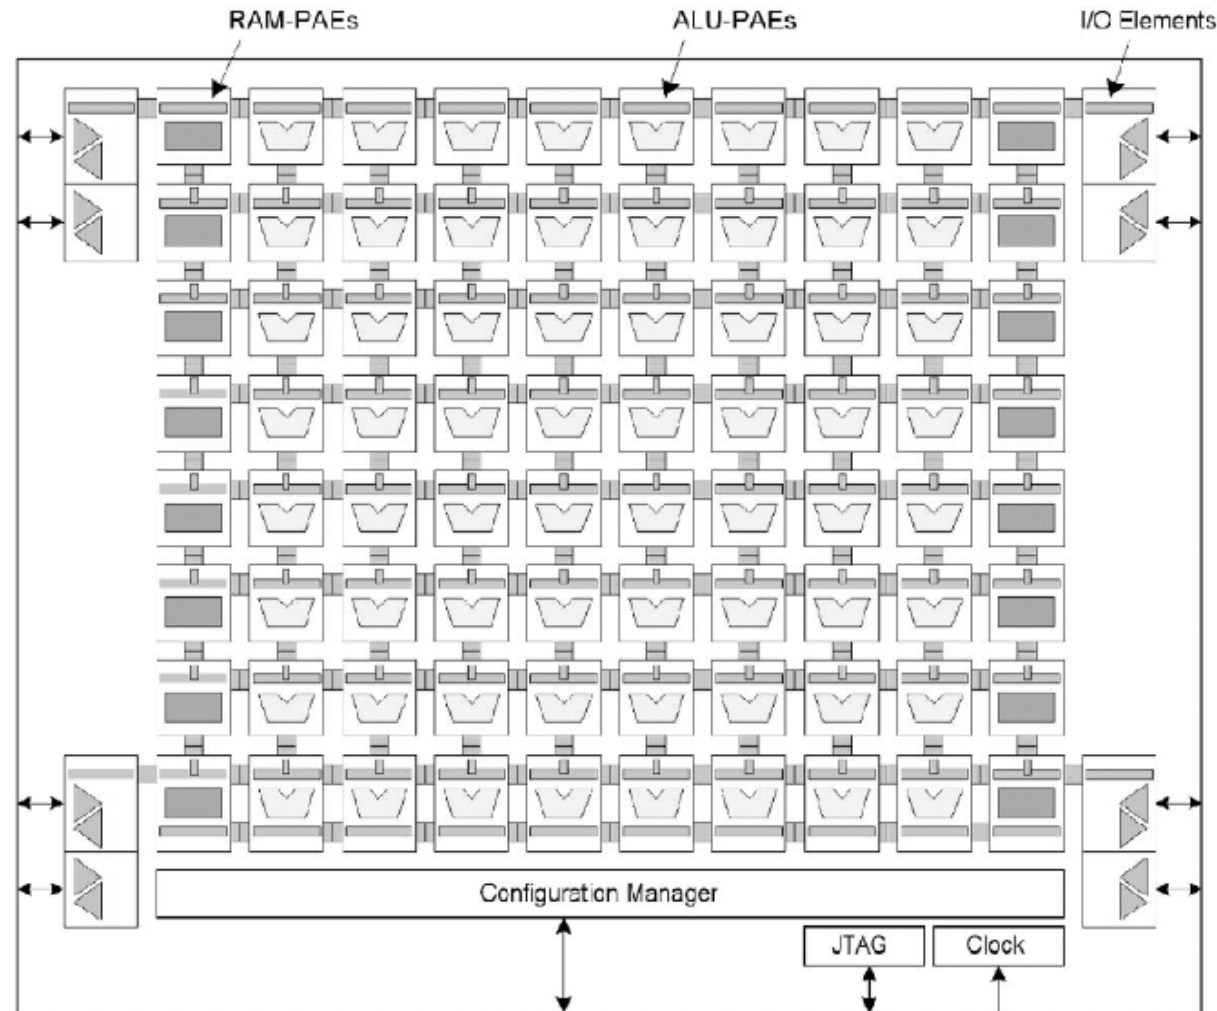 RAM-PAEs
ALU-PAEs
I/O Elements
Configuration Manager
JTAG
Clock